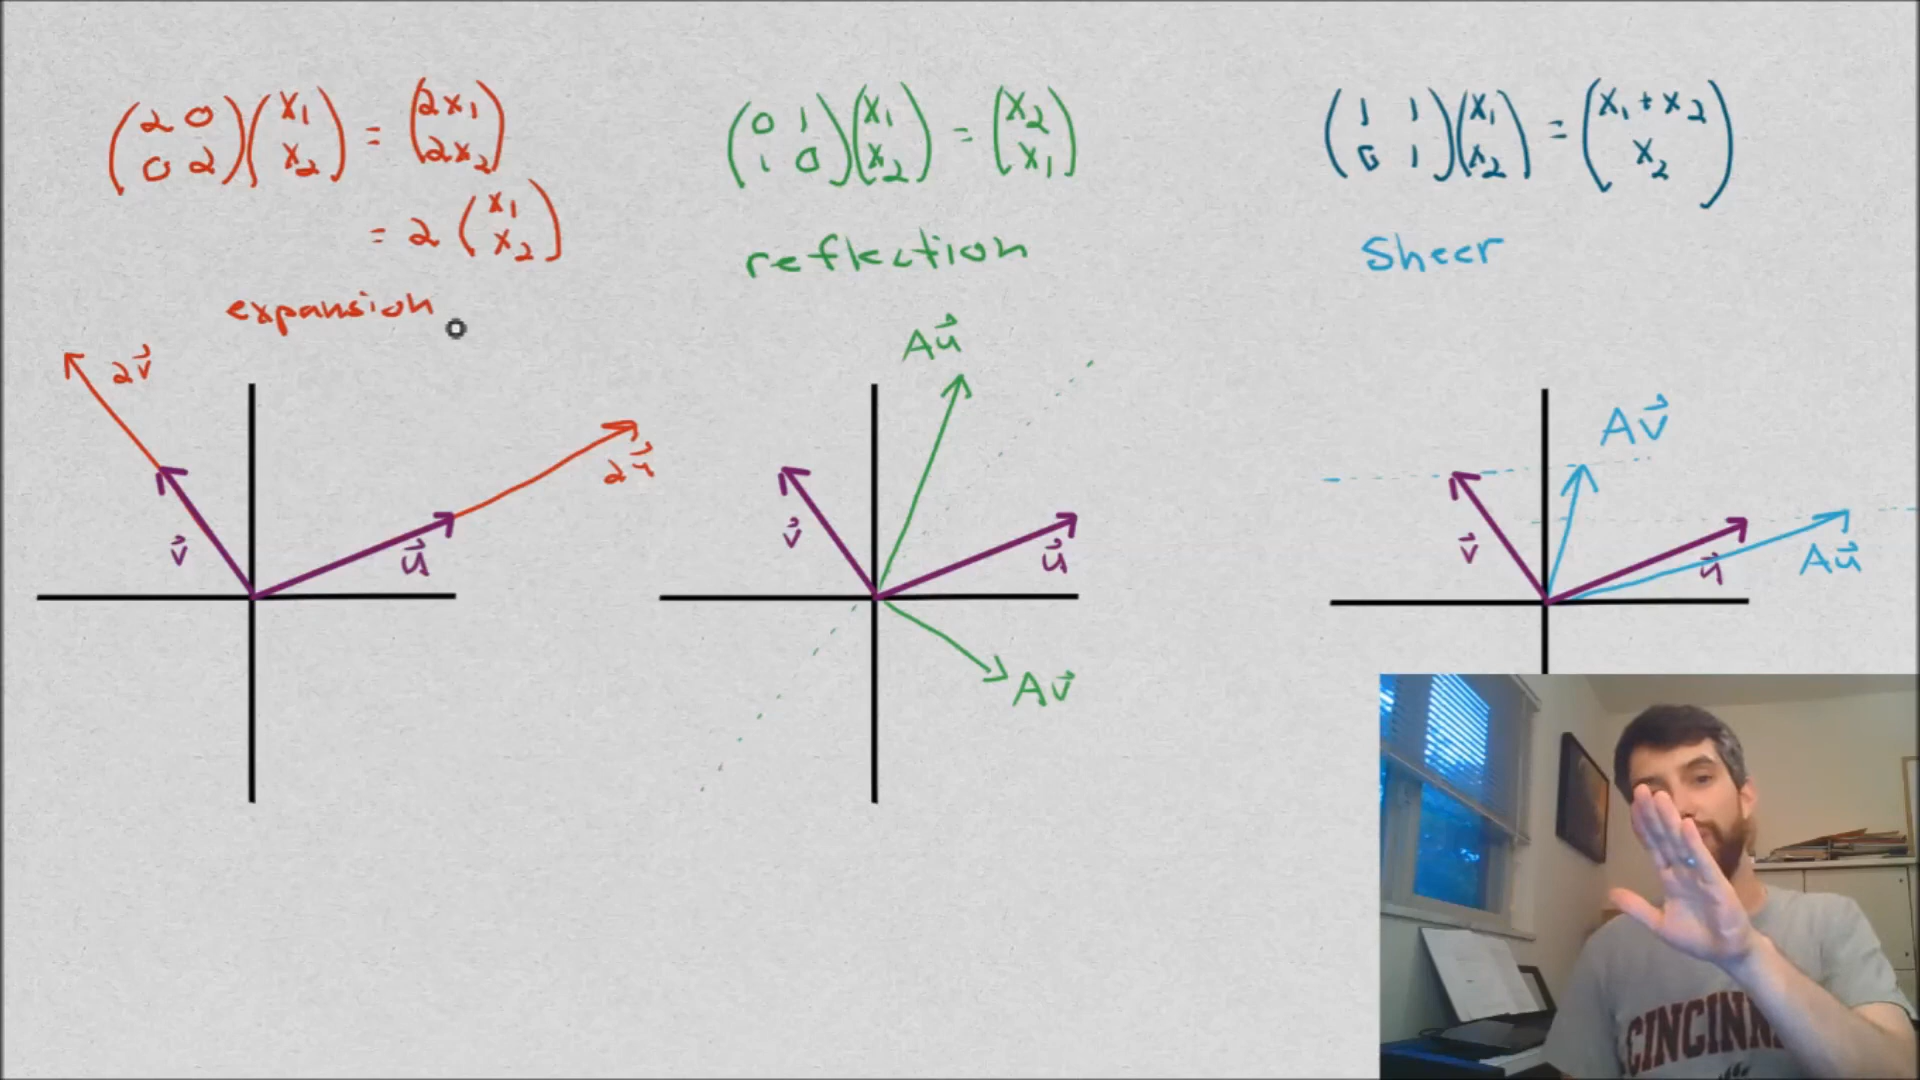 (2 0
0 2)(x₁
x₂) = (2x₁
2x₂)
= 2 (x₁
x₂)
expansion
2v⃗
2u⃗
v⃗
u⃗
(0 1
1 0)(x₁
x₂) = (x₂
x₁)
reflection
Au⃗
v⃗
u⃗
Av⃗
(1 1
0 1)(x₁
x₂) = (x₁ + x₂
x₂)
Sheer
Av⃗
v⃗
u⃗
Au⃗